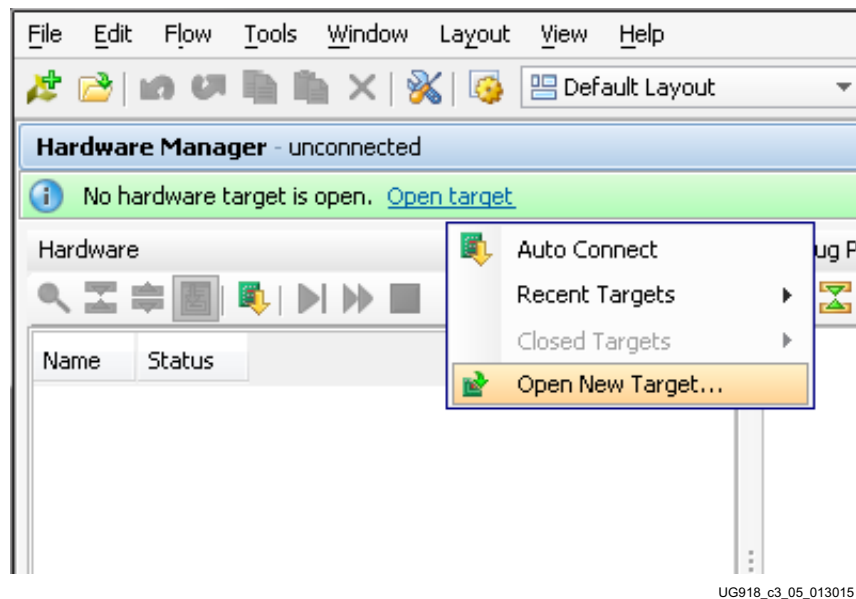 File Edit Flow Tools Window Layout View Help
Default Layout
Hardware Manager - unconnected
No hardware target is open. Open target
Hardware
ug P
Auto Connect
Recent Targets
Closed Targets
Open New Target...
Name Status
UG918_c3_05_013015